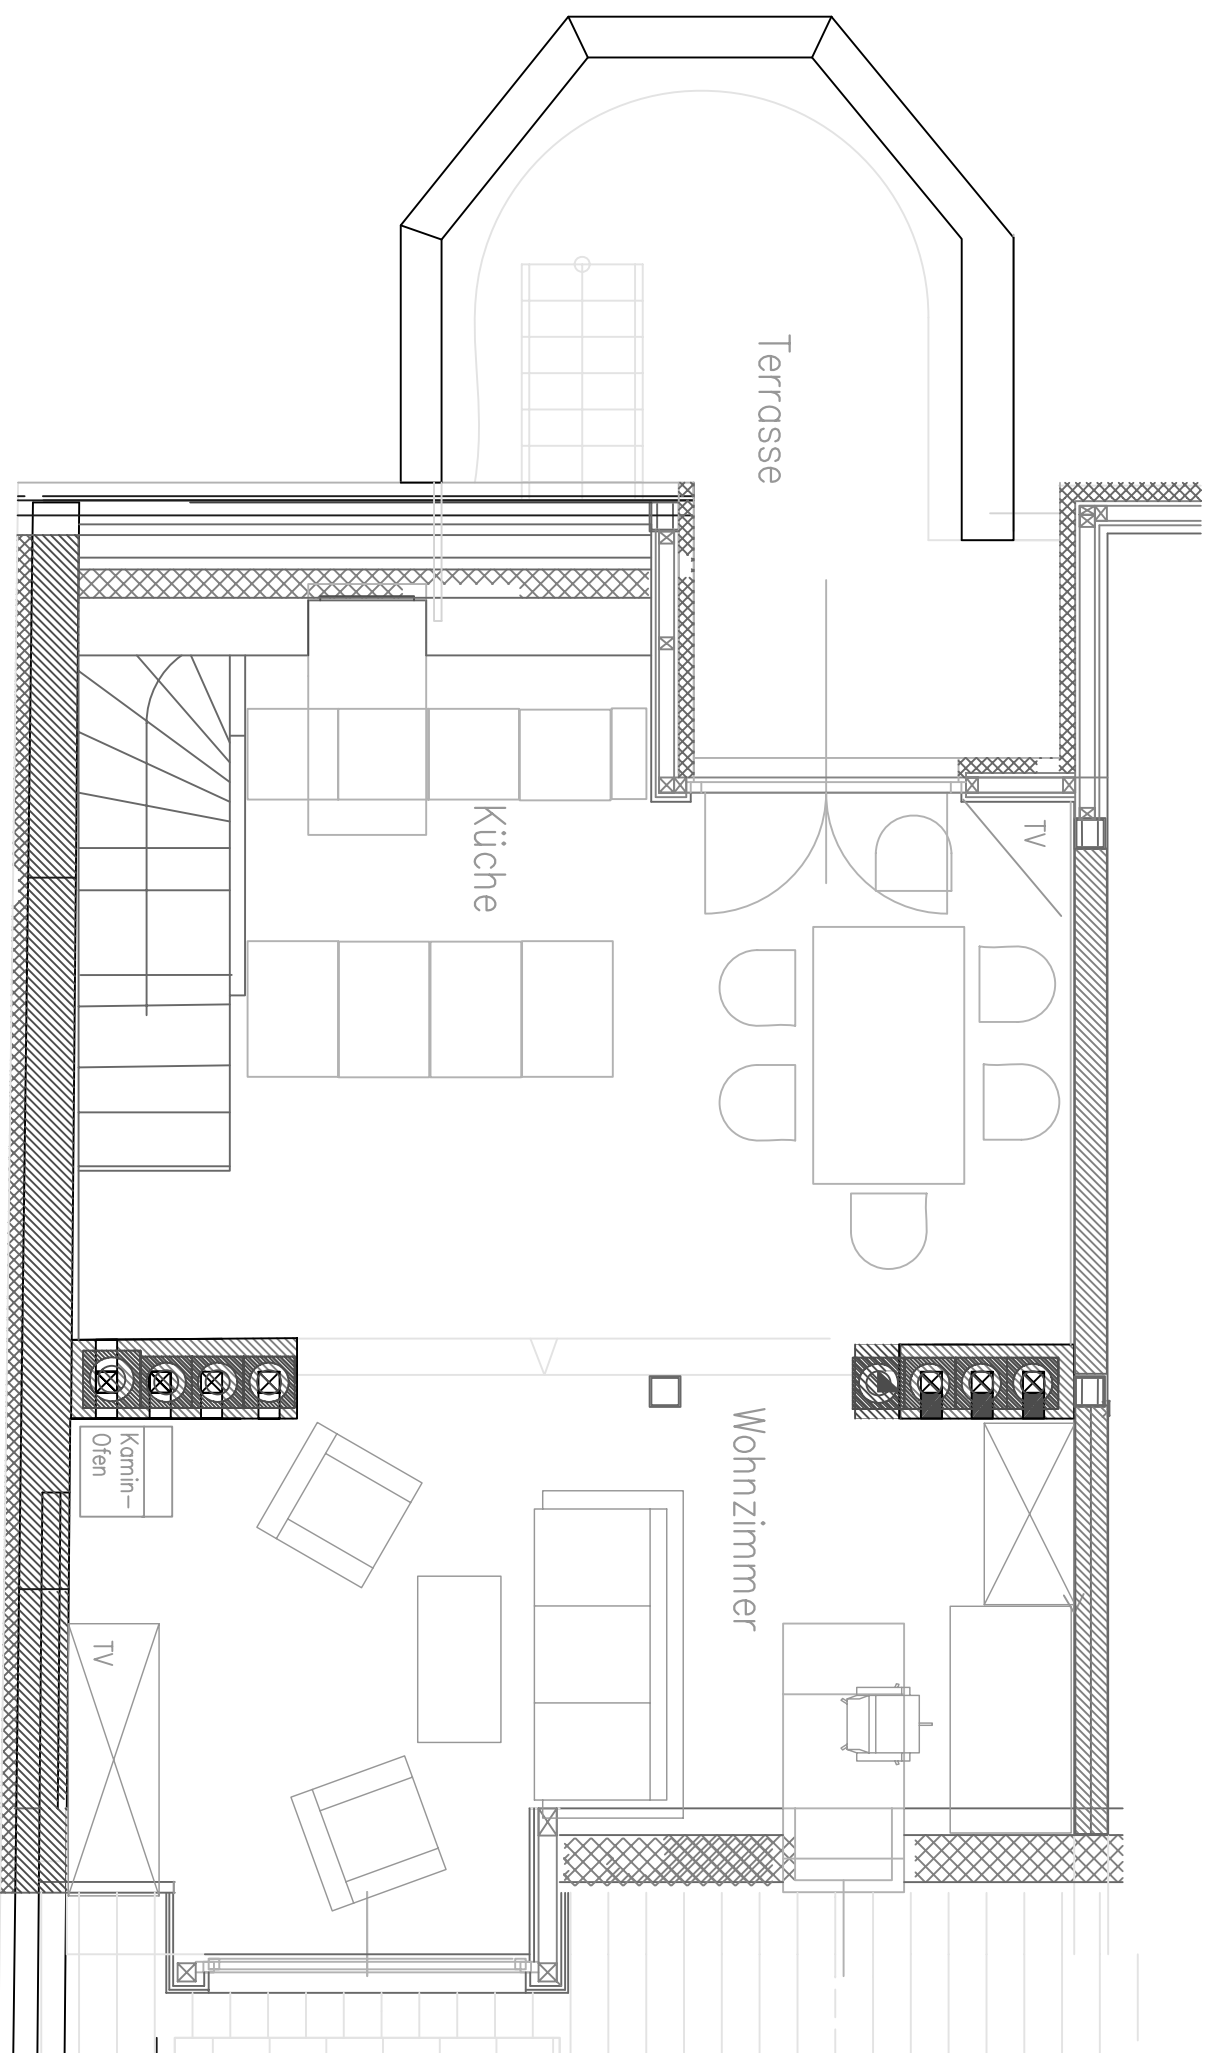 Terrasse
TV
Küche
Wohnzimmer
Kamin-
Ofen
TV